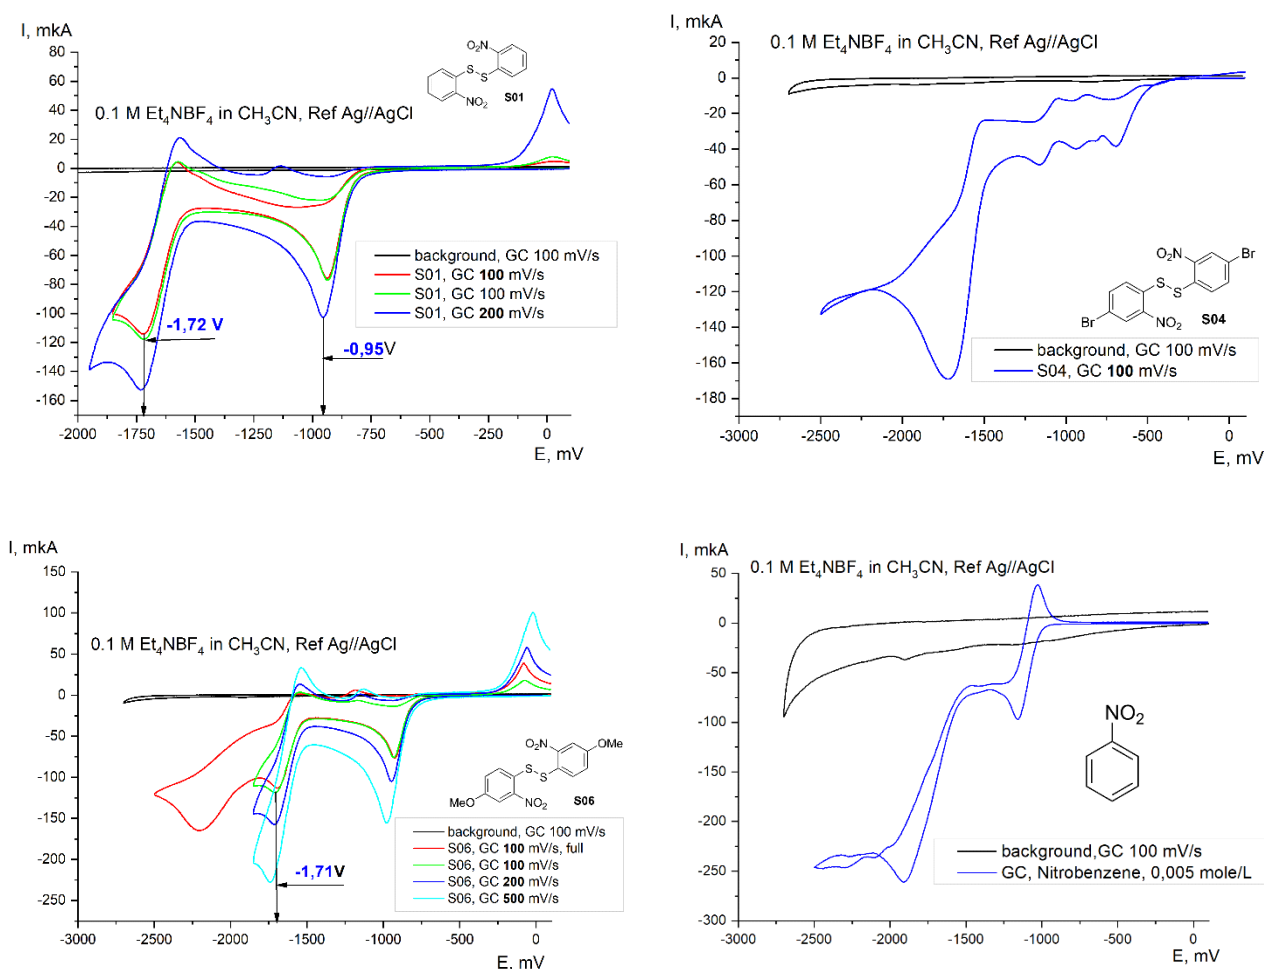 I, mkA
80
60
40
20
0
-20
-40
-60
-80
-100
-120
-140
-160
0.1 M Et₄NBF₄ in CH₃CN, Ref Ag//AgCl
NO₂
S
S
NO₂
S01
background, GC 100 mV/s
S01, GC 100 mV/s
S01, GC 100 mV/s
S01, GC 200 mV/s
-1,72 V
-0,95V
-2000
-1750
-1500
-1250
-1000
-750
-500
-250
0
E, mV
I, mkA
20
0
-20
-40
-60
-80
-100
-120
-140
-160
-180
0.1 M Et₄NBF₄ in CH₃CN, Ref Ag//AgCl
NO₂
Br
S
S
Br
NO₂
S04
background, GC 100 mV/s
S04, GC 100 mV/s
-3000
-2500
-2000
-1500
-1000
-500
0
E, mV
I, mkA
150
100
50
0
-50
-100
-150
-200
-250
0.1 M Et₄NBF₄ in CH₃CN, Ref Ag//AgCl
NO₂
OMe
S
S
MeO
NO₂
S06
background, GC 100 mV/s
S06, GC 100 mV/s, full
S06, GC 100 mV/s
S06, GC 200 mV/s
S06, GC 500 mV/s
-1,71V
-3000
-2500
-2000
-1500
-1000
-500
0
E, mV
I, mkA
50
0
-50
-100
-150
-200
-250
-300
0.1 M Et₄NBF₄ in CH₃CN, Ref Ag//AgCl
NO₂
background,GC 100 mV/s
GC, Nitrobenzene, 0,005 mole/L
-3000
-2500
-2000
-1500
-1000
-500
0
E, mV